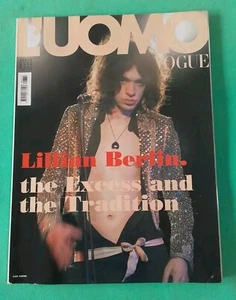 L'UOMO
VOGUE
Lillian Berlin.
the Excess and
the Tradition